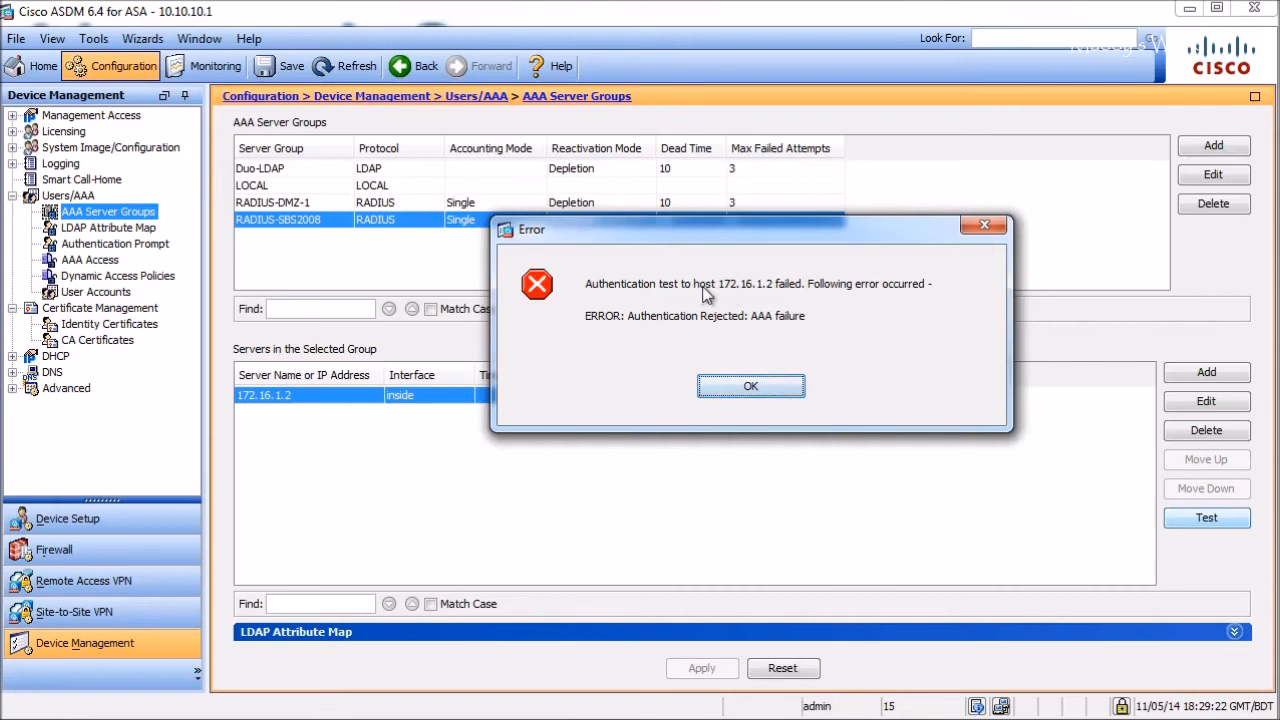 Cisco ASDM 6.4 for ASA - 10.10.10.1
File View Tools Wizards Window Help
Look For:
Home Configuration Monitoring Save Refresh Back Forward Help
CISCO
Device Management
Management Access
Licensing
System Image/Configuration
Logging
Smart Call-Home
Users/AAA
AAA Server Groups
LDAP Attribute Map
Authentication Prompt
AAA Access
Dynamic Access Policies
User Accounts
Certificate Management
Identity Certificates
CA Certificates
DHCP
DNS
Advanced
Device Setup
Firewall
Remote Access VPN
Site-to-Site VPN
Device Management
»
Configuration > Device Management > Users/AAA > AAA Server Groups
AAA Server Groups
Server Group Protocol Accounting Mode Reactivation Mode Dead Time Max Failed Attempts
Duo-LDAP LDAP Depletion 10 3
LOCAL LOCAL
RADIUS-DMZ-1 RADIUS Single Depletion 10 3
RADIUS-SBS2008 RADIUS Single
Add
Edit
Delete
Find: Match Cas
Error
Authentication test to host 172.16.1.2 failed. Following error occurred -
ERROR: Authentication Rejected: AAA failure
OK
Servers in the Selected Group
Server Name or IP Address Interface
172.16.1.2 inside
Add
Edit
Delete
Move Up
Move Down
Test
Find: Match Case
LDAP Attribute Map
Apply Reset
admin 15 11/05/14 18:29:22 GMT/BDT